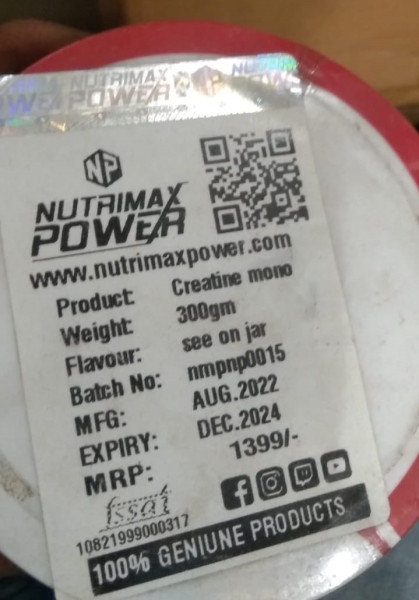 NUTRIMAX
POWER
NP
NUTRIMAX
POWER
www.nutrimaxpower.com
Product: Creatine mono
Weight: 300gm
Flavour: see on jar
Batch No: nmpnp0015
MFG: AUG.2022
EXPIRY: DEC.2024
MRP: 1399/-
fssai
10821999000317
100% GENIUNE PRODUCTS